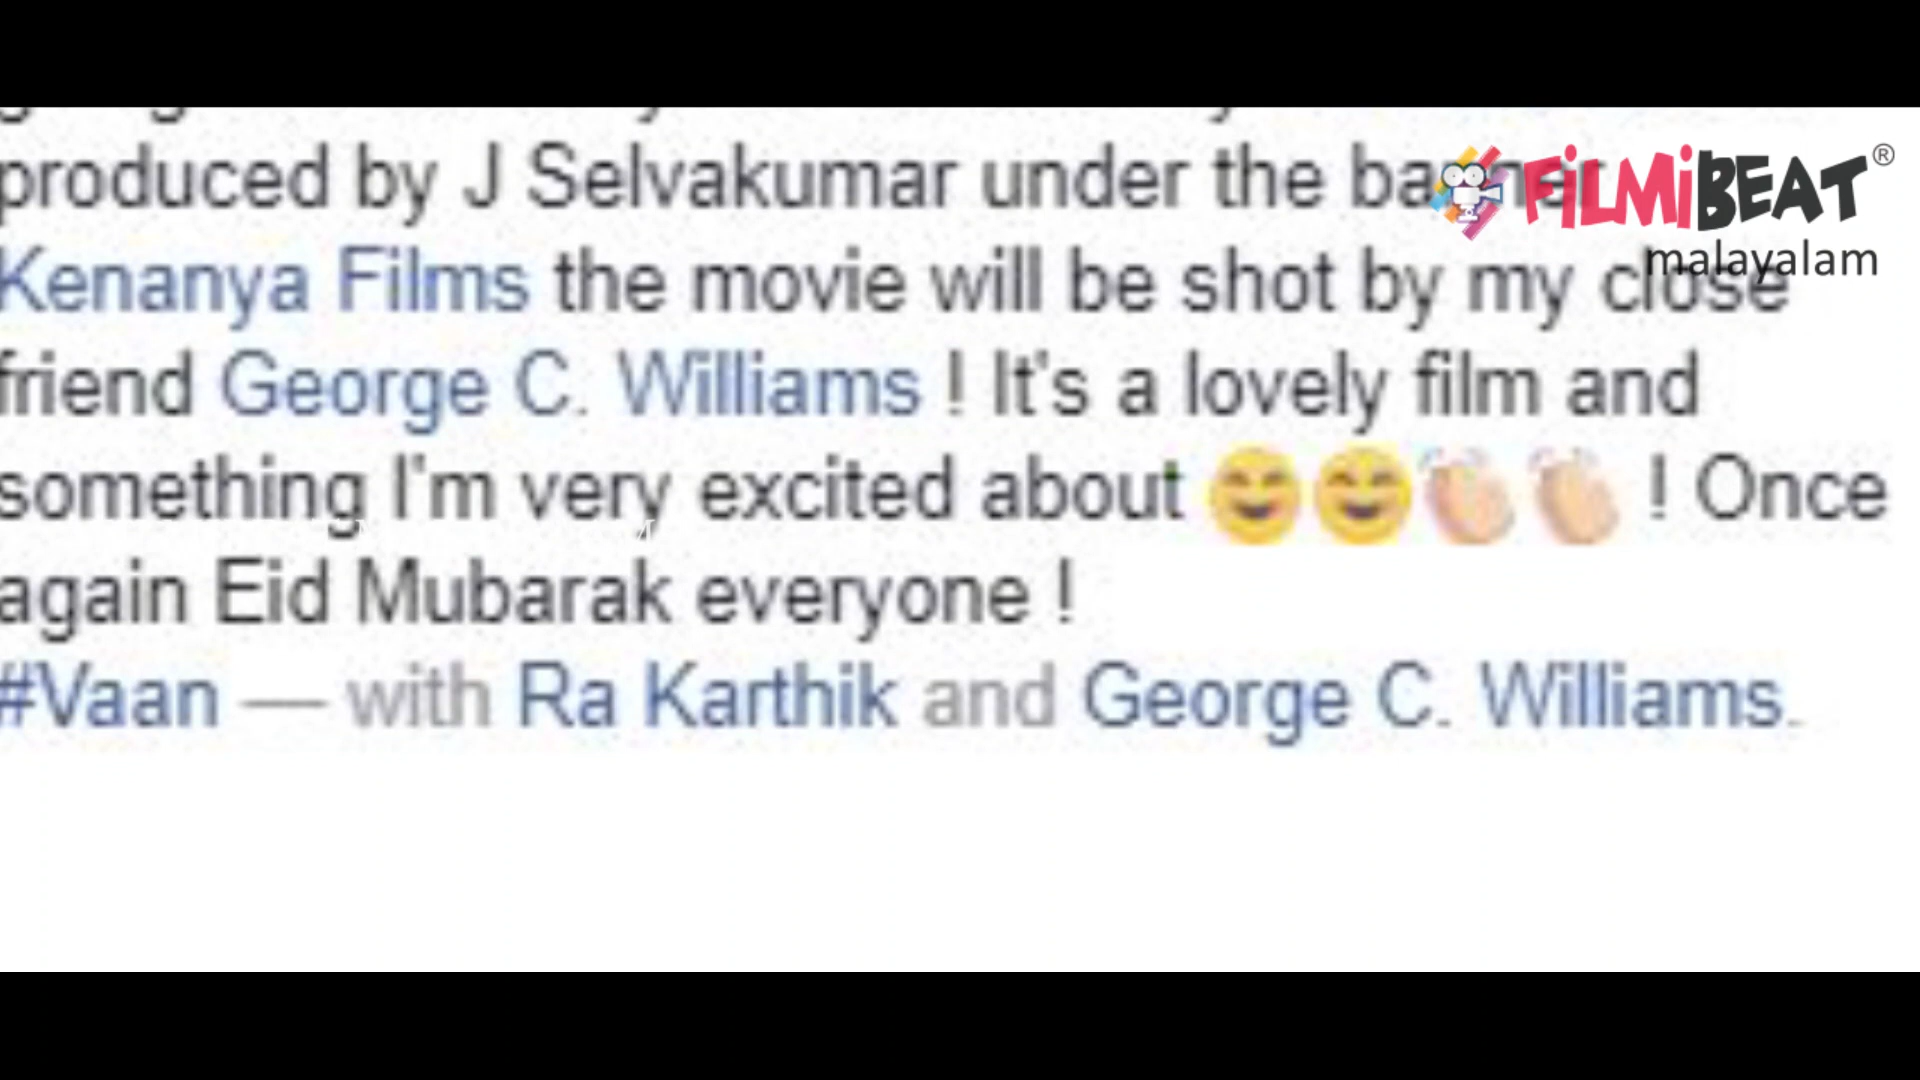 produced by J Selvakumar under the banner
Kenanya Films the movie will be shot by my close
friend George C. Williams ! It's a lovely film and
something I'm very excited about 😄😄👏👏 ! Once
again Eid Mubarak everyone !
#Vaan — with Ra Karthik and George C. Williams.
FiLMiBEAT®
malayalam